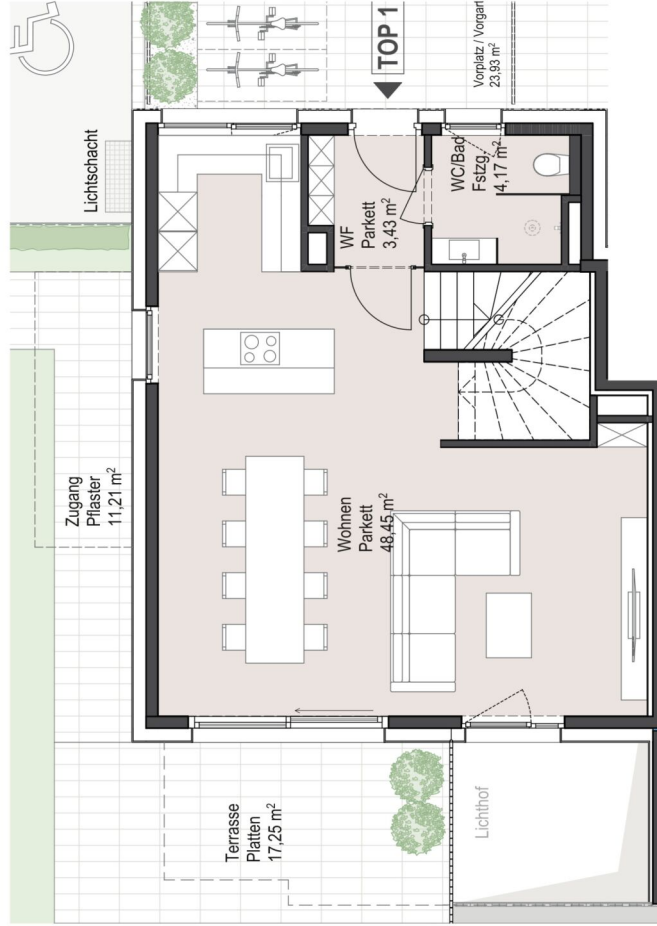 TOP 1
Vorplatz / Vorgart
23,93 m²
Lichtschacht
WC/Bad
Fstzg.
4,17 m²
WF
Parkett
3,43 m²
Zugang
Pflaster
11,21 m²
Wohnen
Parkett
48,45 m²
Terrasse
Platten
17,25 m²
Lichthof